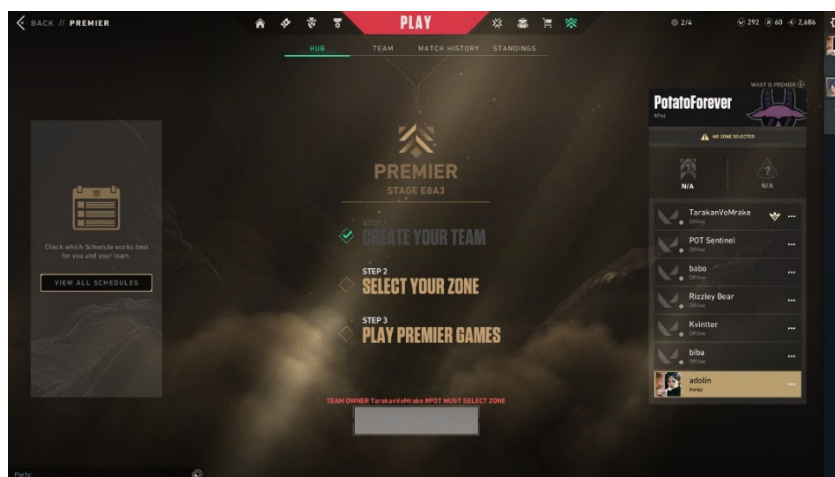 BACK // PREMIER
PLAY
2/4
292 60 2,686
HUB
TEAM
MATCH HISTORY
STANDINGS
WHAT IS PREMIER
PotatoForever
#Pot
NO ZONE SELECTED
N/A
N/A
PREMIER
STAGE E8A3
STEP 1
CREATE YOUR TEAM
STEP 2
SELECT YOUR ZONE
STEP 3
PLAY PREMIER GAMES
Check which Schedule works best
for you and your team.
VIEW ALL SCHEDULES
TarakanVoMrake
Offline
POT Sentinel
Offline
babo
Offline
Rizzley Bear
Offline
Kvintter
Offline
biba
Offline
adolin
Away
TEAM OWNER TarakanVoMrake #POT MUST SELECT ZONE
Party: